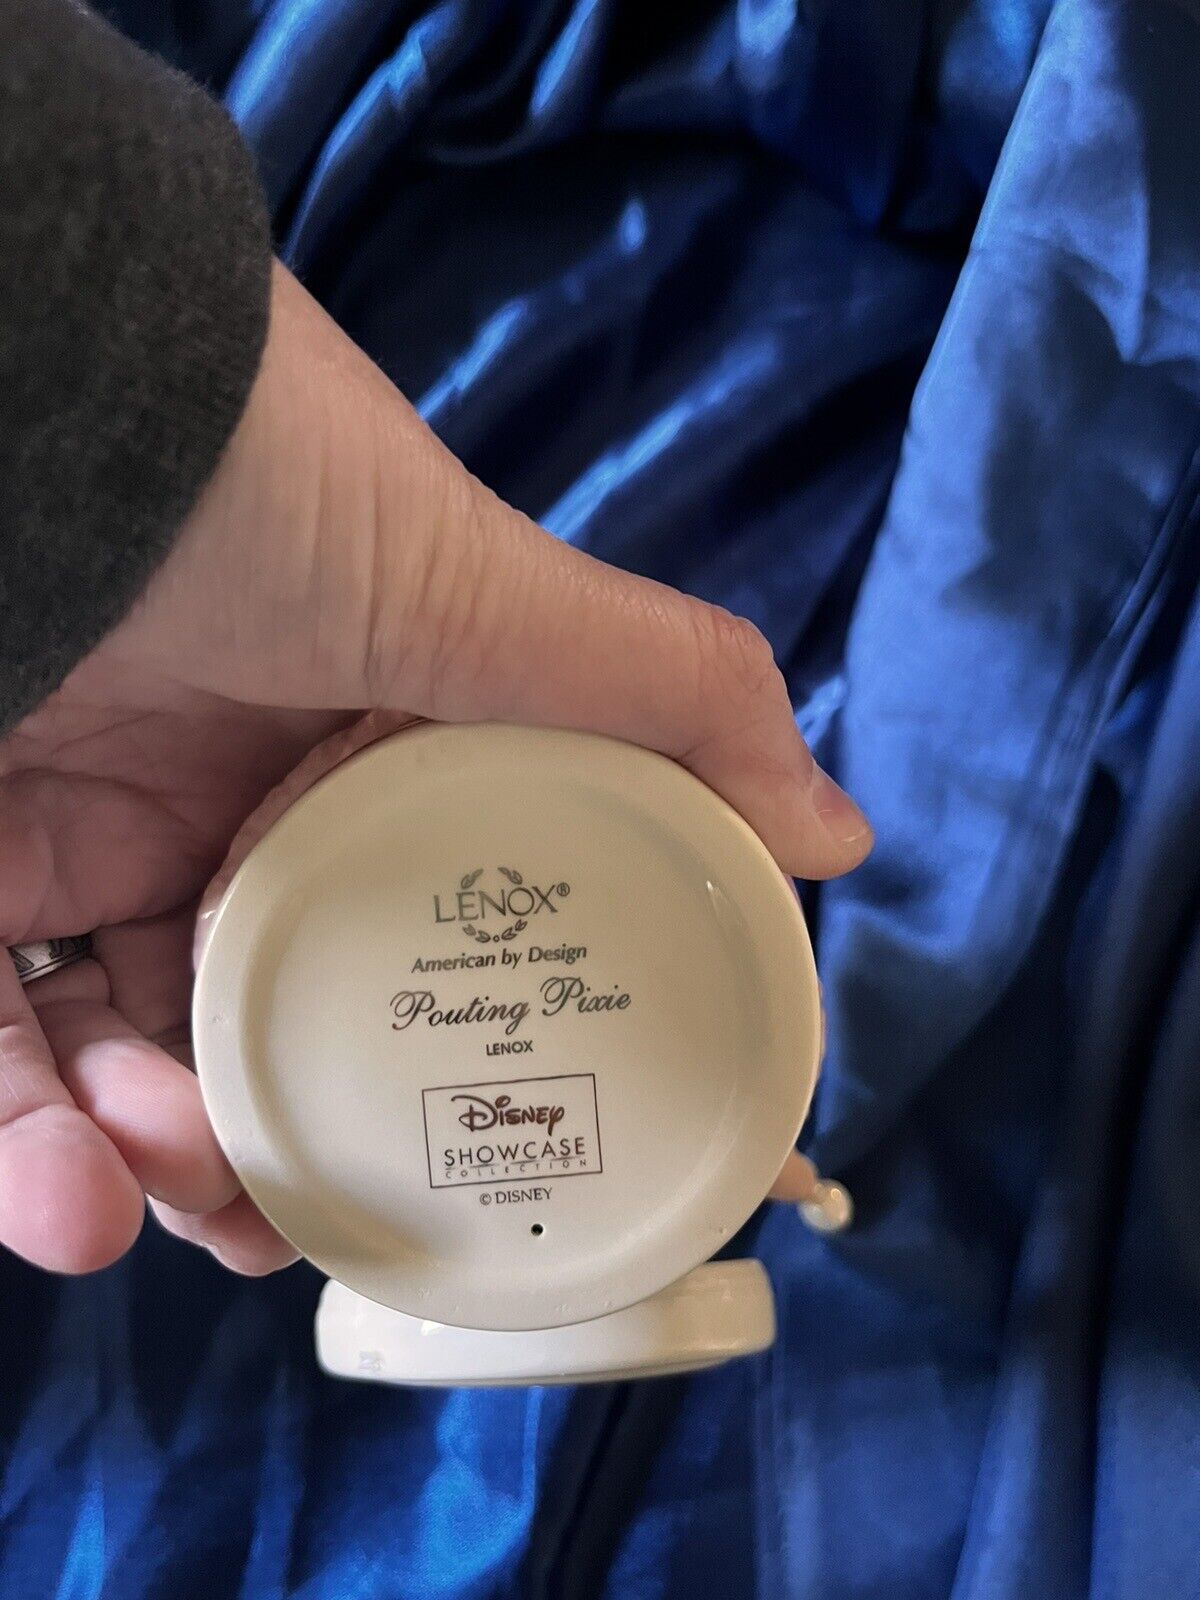 LENOX®
American by Design
Pouting Pixie
LENOX
Disney
SHOWCASE
COLLECTION
© DISNEY